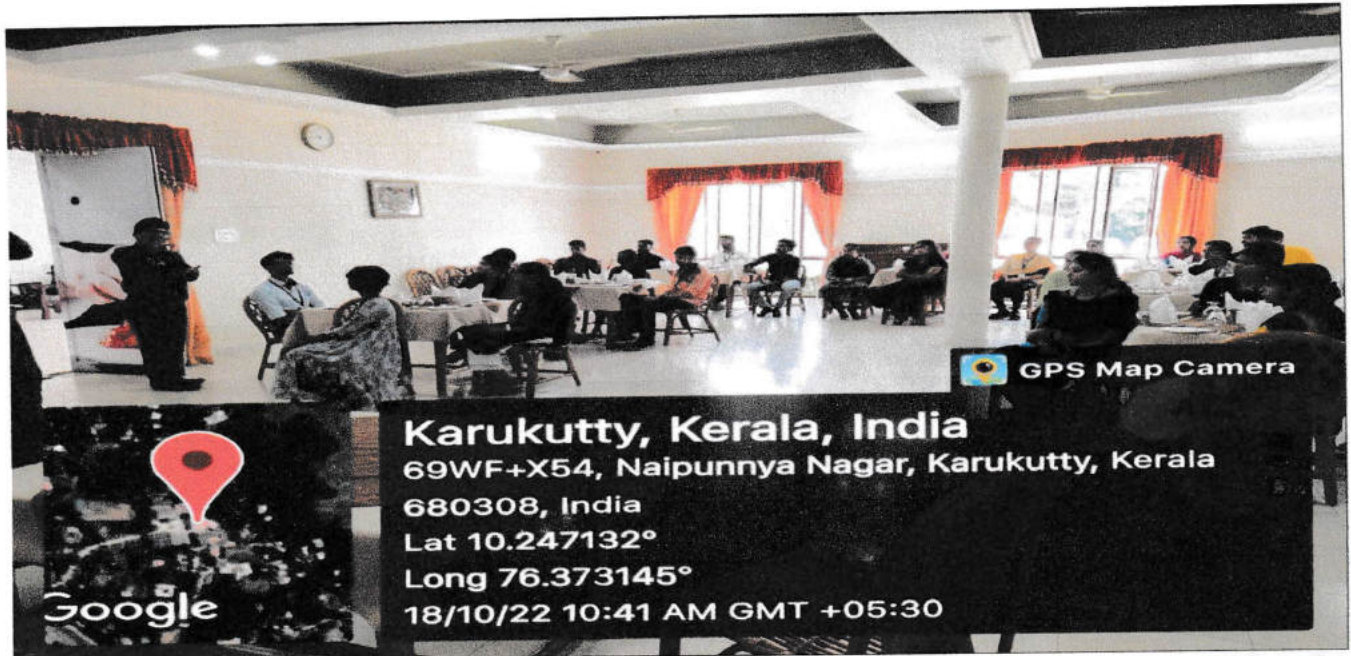 GPS Map Camera
Karukutty, Kerala, India
69WF+X54, Naipunnya Nagar, Karukutty, Kerala
680308, India
Lat 10.247132°
Long 76.373145°
18/10/22 10:41 AM GMT +05:30
Google